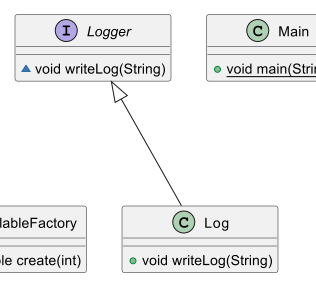 I Logger
void writeLog(String)
C Main
void main(Strin
lableFactory
le create(int)
C Log
void writeLog(String)